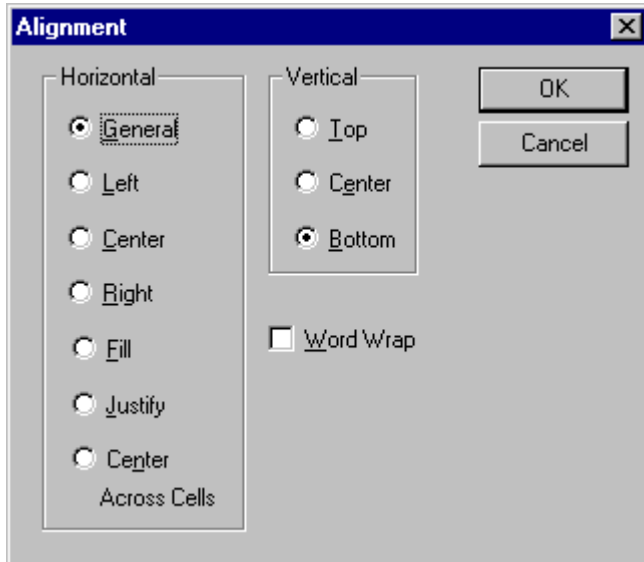 Alignment
Horizontal
General
Left
Center
Right
Fill
Justify
Center
Across Cells
Vertical
Top
Center
Bottom
Word Wrap
OK
Cancel